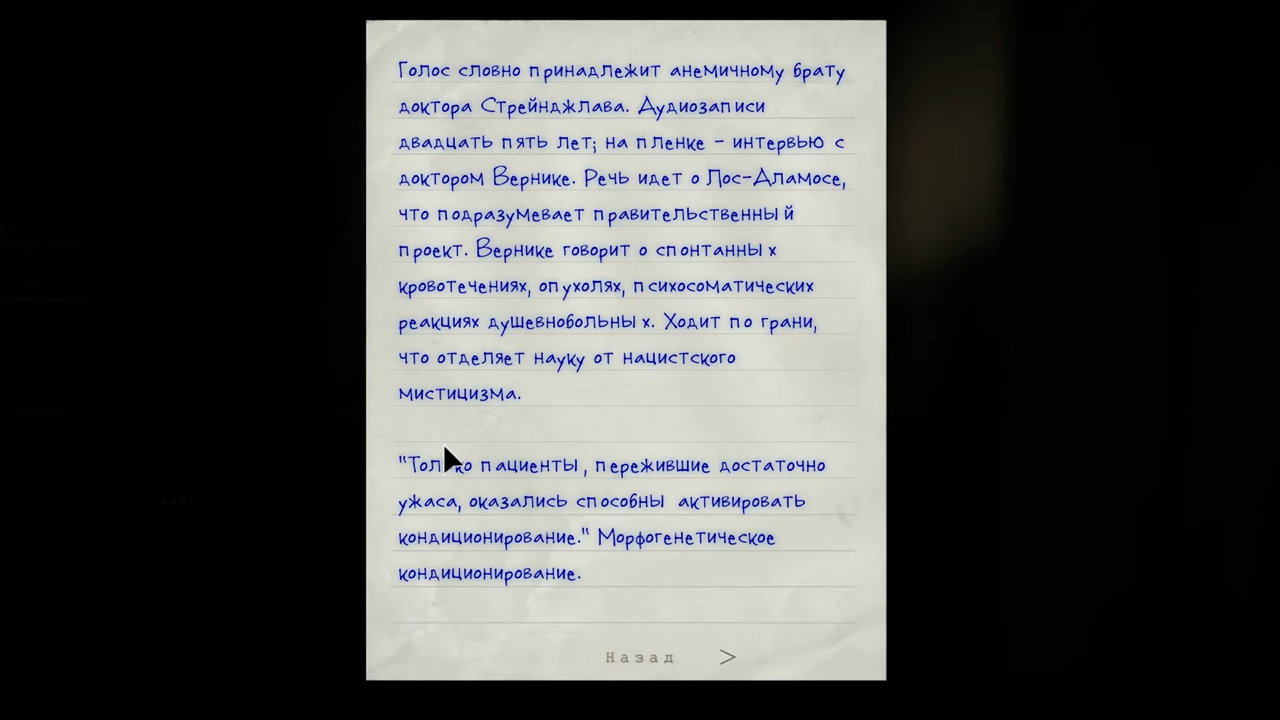 Голос словно принадлежит анемичному брату
доктора Стрейнджлава. Аудиозаписи
двадцать пять лет; на пленке - интервью с
доктором Вернике. Речь идет о Лос-Аламосе,
что подразумевает правительственный
проект. Вернике говорит о спонтанных
кровотечениях, опухолях, психосоматических
реакциях душевнобольных. Ходит по грани,
что отделяет науку от нацистского
мистицизма.
"Только пациенты, пережившие достаточно
ужаса, оказались способны активировать
кондиционирование." Морфогенетическое
кондиционирование.
Назад >